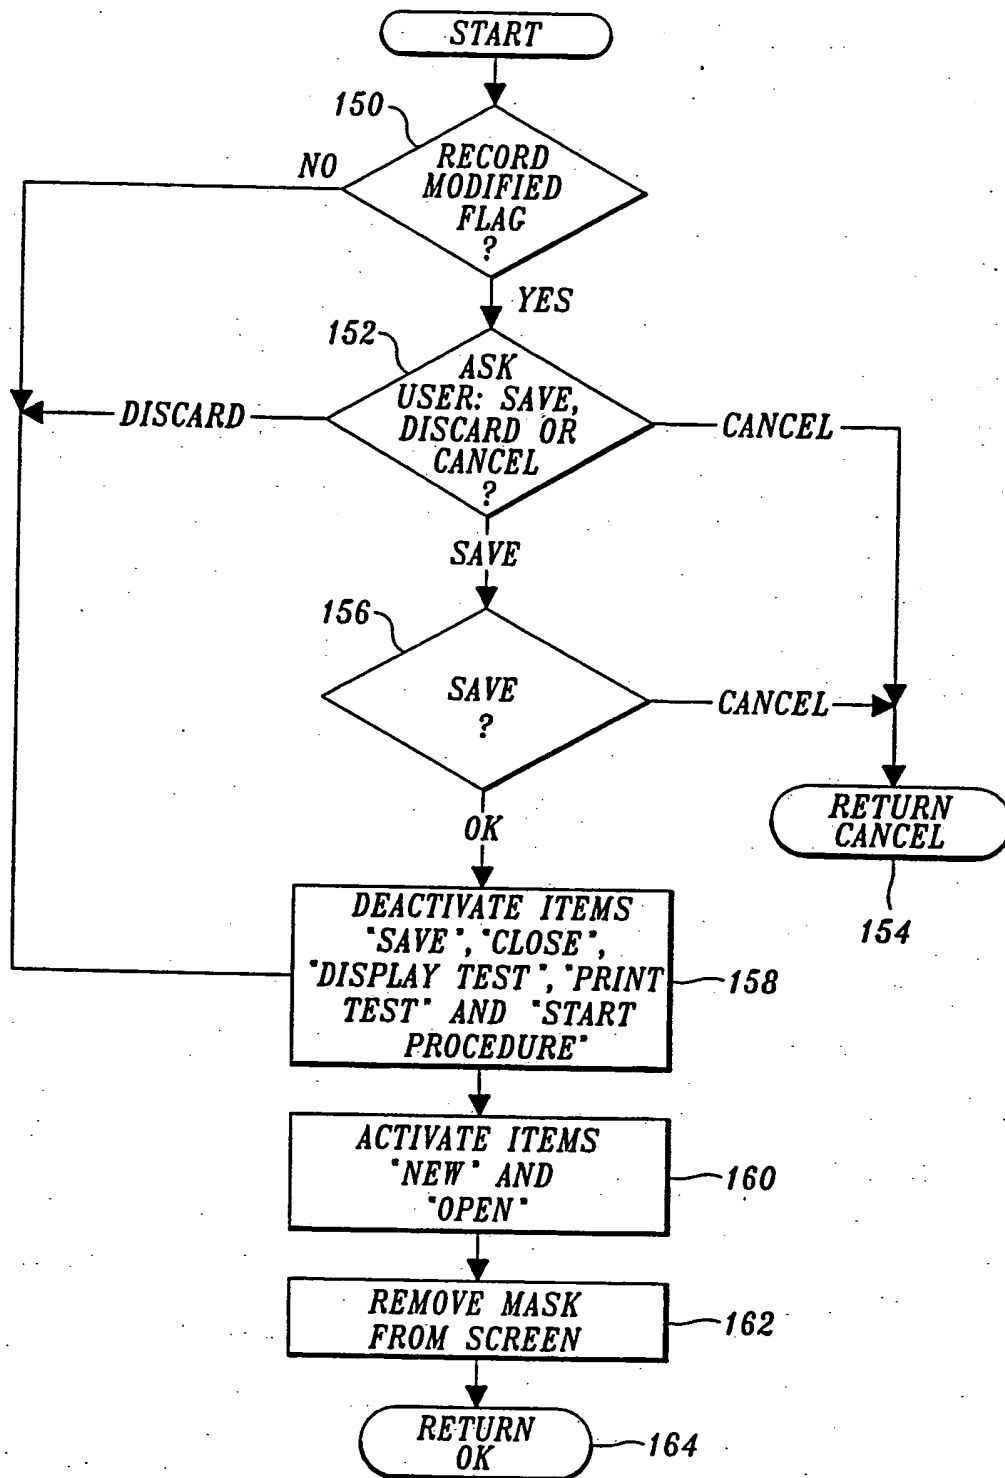 START
150
RECORD
MODIFIED
FLAG
?
NO
YES
152
ASK
USER: SAVE,
DISCARD OR
CANCEL
?
DISCARD
CANCEL
SAVE
156
SAVE
?
CANCEL
RETURN
CANCEL
154
OK
DEACTIVATE ITEMS
"SAVE", "CLOSE",
"DISPLAY TEST", "PRINT
TEST" AND "START
PROCEDURE"
158
ACTIVATE ITEMS
"NEW" AND
"OPEN"
160
REMOVE MASK
FROM SCREEN
162
RETURN
OK
164